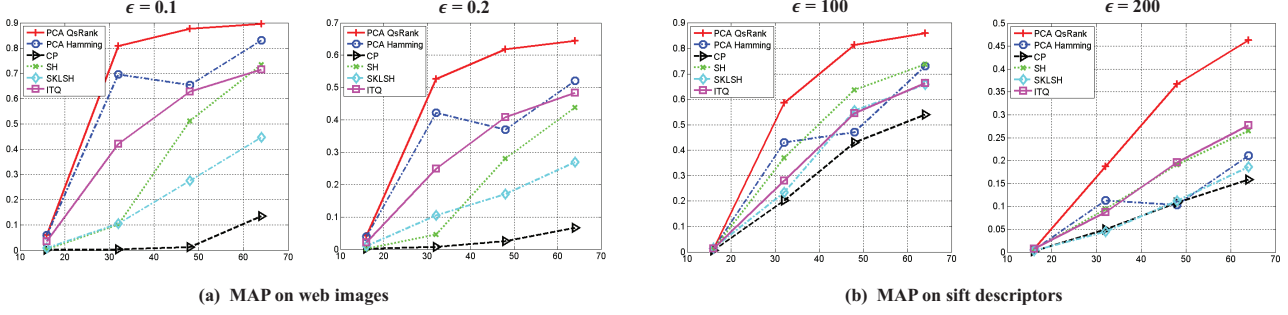 ϵ = 0.1
0.9
0.8
0.7
0.6
0.5
0.4
0.3
0.2
0.1
0
PCA QsRank
PCA Hamming
CP
SH
SKLSH
ITQ
10 20 30 40 50 60 70
ϵ = 0.2
0.7
0.6
0.5
0.4
0.3
0.2
0.1
0
PCA QsRank
PCA Hamming
CP
SH
SKLSH
ITQ
10 20 30 40 50 60 70
(a) MAP on web images
ϵ = 100
0.9
0.8
0.7
0.6
0.5
0.4
0.3
0.2
0.1
0
PCA QsRank
PCA Hamming
CP
SH
SKLSH
ITQ
10 20 30 40 50 60 70
ϵ = 200
0.5
0.45
0.4
0.35
0.3
0.25
0.2
0.15
0.1
0.05
0
PCA QsRank
PCA Hamming
CP
SH
SKLSH
ITQ
10 20 30 40 50 60 70
(b) MAP on sift descriptors